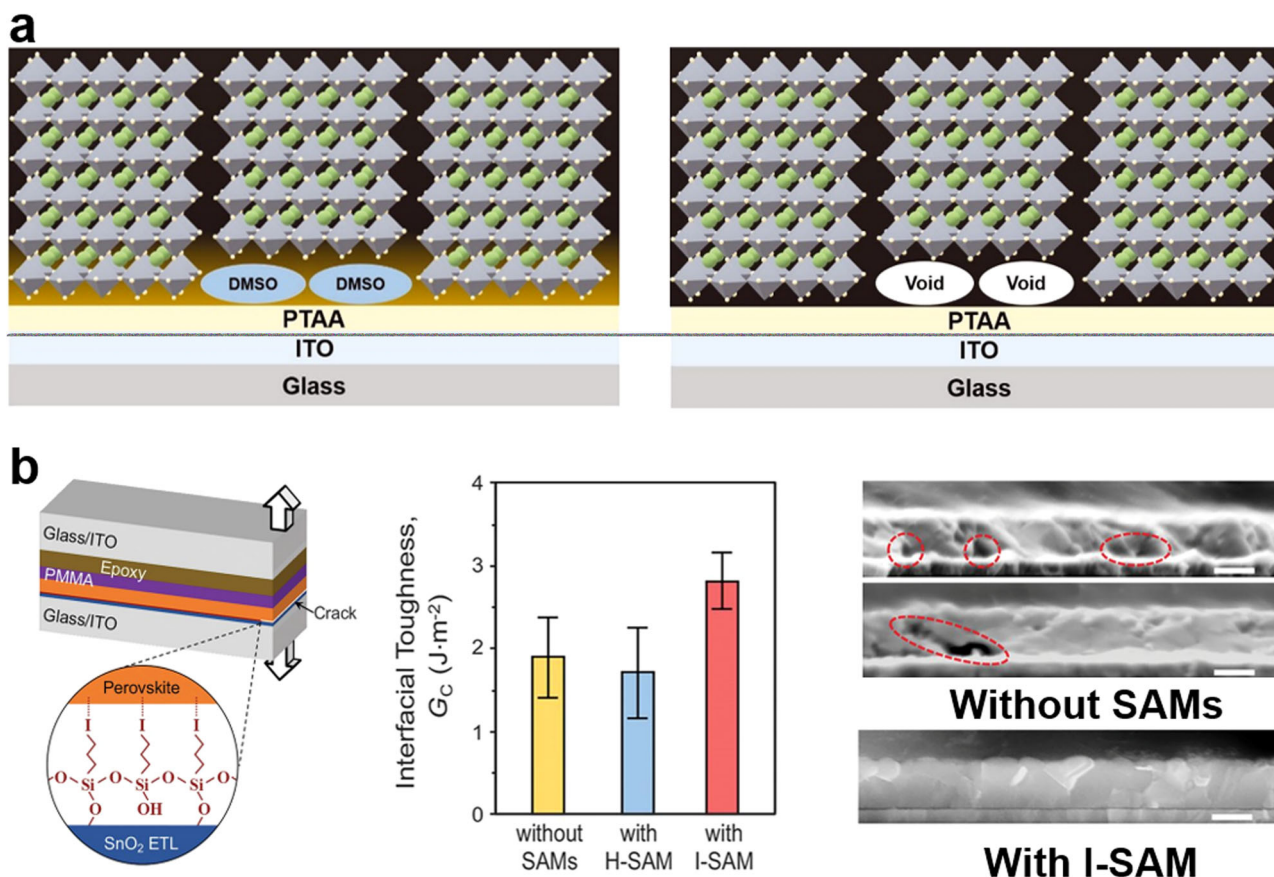 a
DMSO DMSO
PTAA
ITO
Glass
Void Void
PTAA
ITO
Glass
b
Glass/ITO
Epoxy
PMMA
Glass/ITO
Crack
Perovskite
I I I
O Si O Si O Si O
O OH O
SnO₂ ETL
Interfacial Toughness,
G_C (J·m⁻²)
4
3
2
1
0
without
SAMs
with
H-SAM
with
I-SAM
Without SAMs
With I-SAM